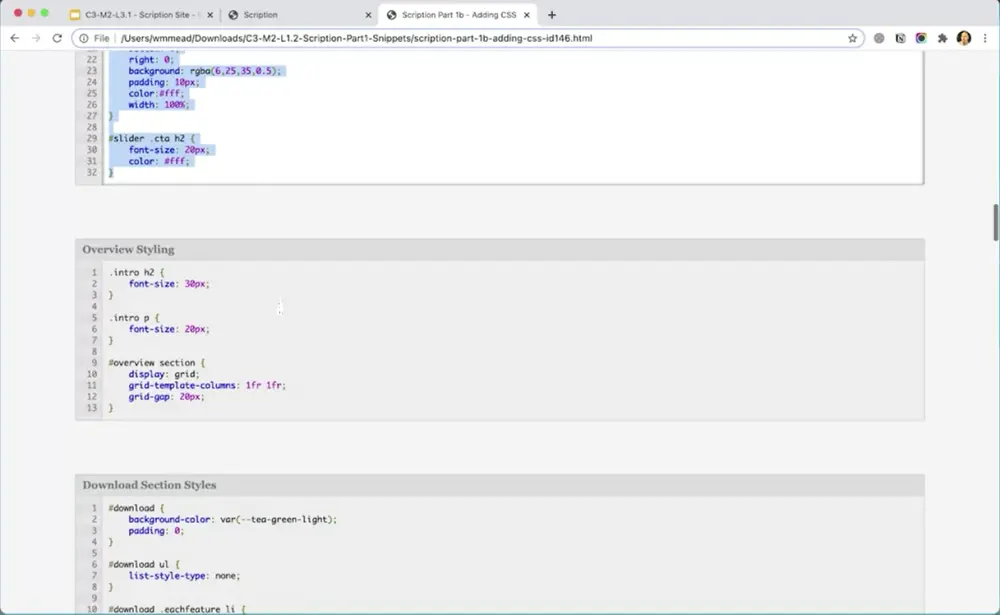 C3-M2-L3.1 - Scription Site -
Scription
Scription Part 1b - Adding CSS
File | /Users/wmmead/Downloads/C3-M2-L1.2-Scription-Part1-Snippets/scription-part-1b-adding-css-id146.html
22 right: 0;
23 background: rgba(6,25,35,0.5);
24 padding: 10px;
25 color:#fff;
26 width: 100%;
27 }
28
29 #slider .cta h2 {
30 font-size: 20px;
31 color: #fff;
32 }
Overview Styling
1 .intro h2 {
2 font-size: 30px;
3 }
4
5 .intro p {
6 font-size: 20px;
7 }
8
9 #overview section {
10 display: grid;
11 grid-template-columns: 1fr 1fr;
12 grid-gap: 20px;
13 }
Download Section Styles
1 #download {
2 background-color: var(--tea-green-light);
3 padding: 0;
4 }
5
6 #download ul {
7 list-style-type: none;
8 }
9
10 #download .eachfeature li {